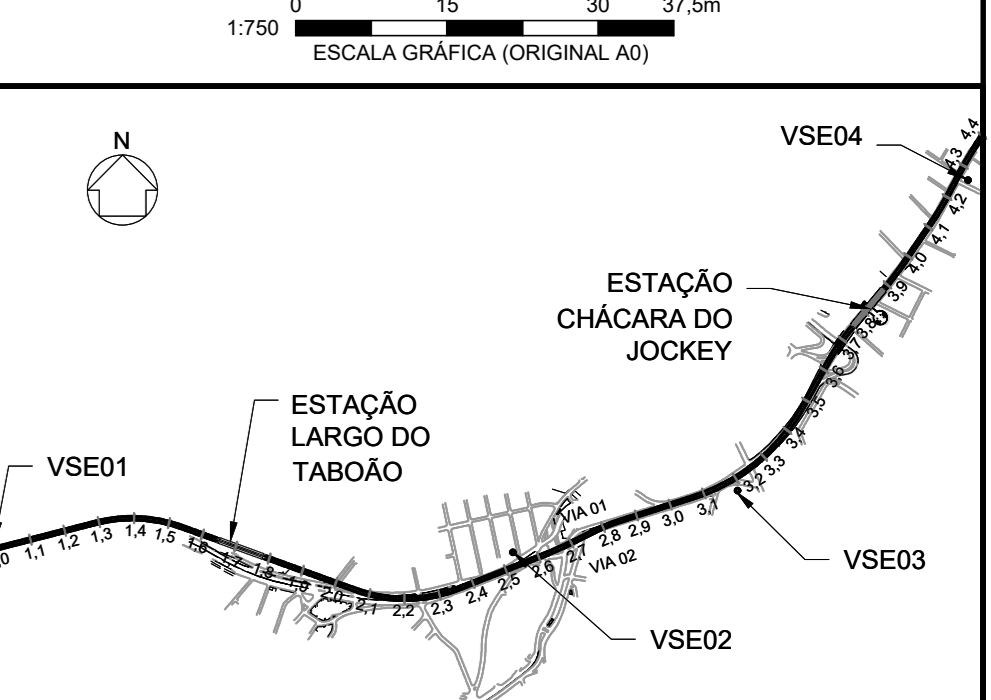 0 15 30 37,5m
1:750
ESCALA GRÁFICA (ORIGINAL A0)
N
VSE04
4,4
4,3
4,2
4,1
4,0
3,9
ESTAÇÃO
CHÁCARA DO
JOCKEY
3,8
3,7
3,6
3,5
3,4
3,3
3,2
3,1
3,0
2,9
2,8
2,7
2,6
2,5
2,4
2,3
2,2
2,1
2,0
1,9
1,8
1,7
1,6
1,5
1,4
1,3
1,2
1,1
ESTAÇÃO
LARGO DO
TABOÃO
VSE01
VIA 01
VIA 02
VSE03
VSE02